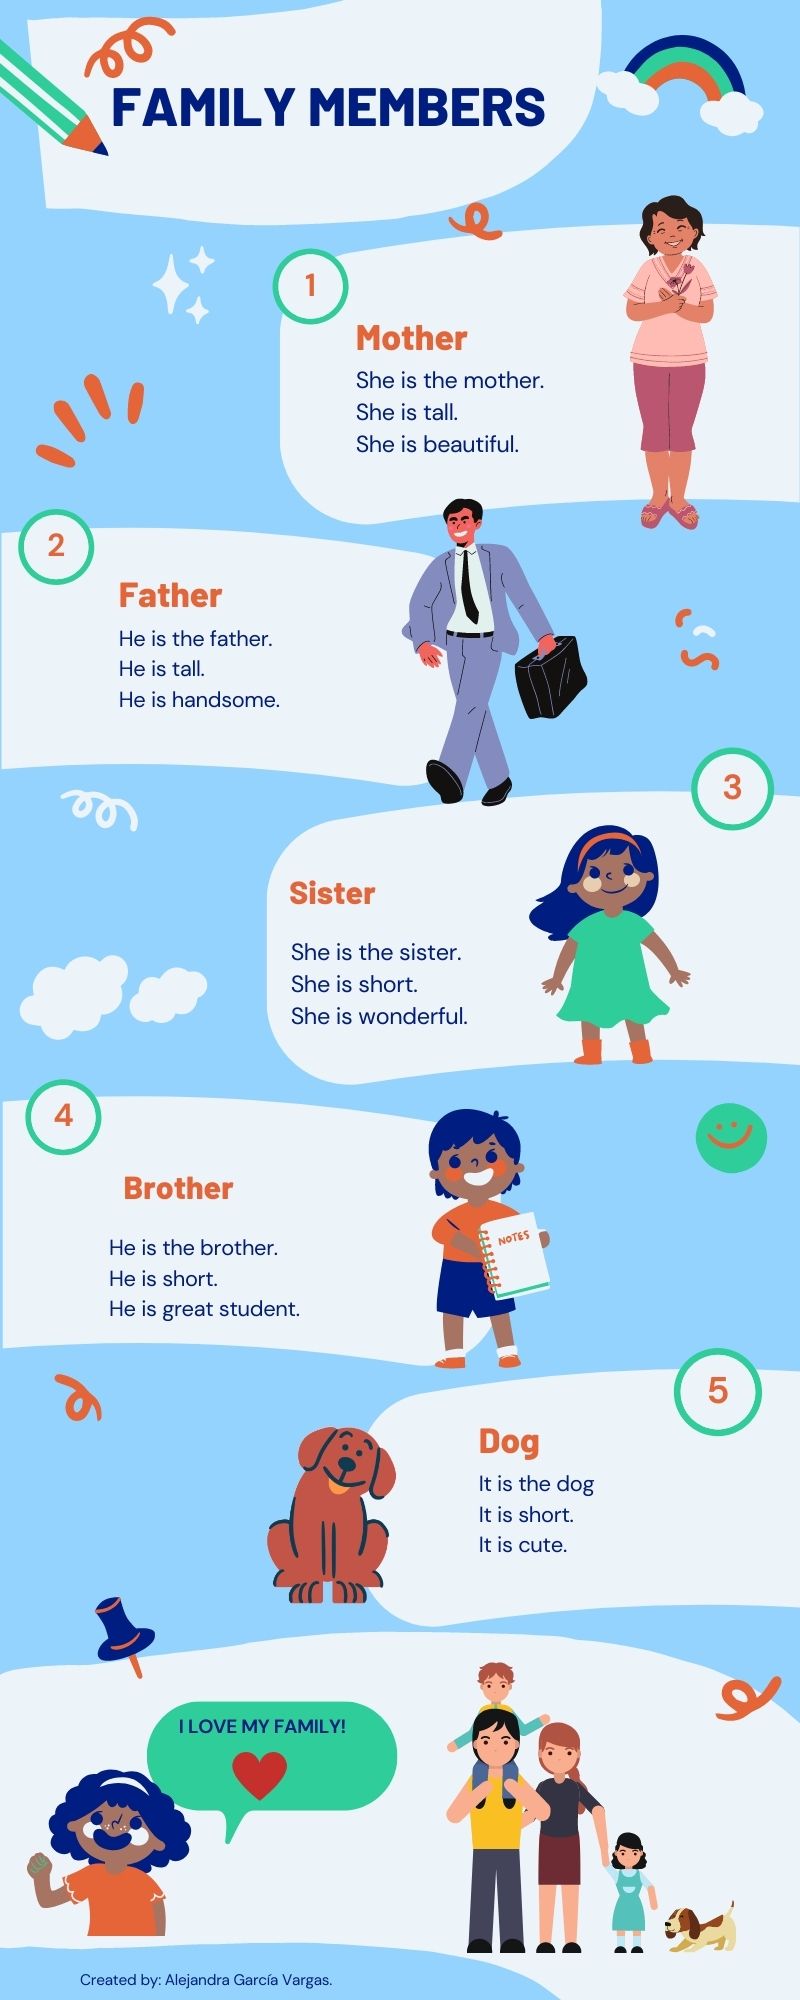 FAMILY MEMBERS
1
Mother
She is the mother.
She is tall.
She is beautiful.
2
Father
He is the father.
He is tall.
He is handsome.
3
Sister
She is the sister.
She is short.
She is wonderful.
4
Brother
He is the brother.
He is short.
He is great student.
NOTES
5
Dog
It is the dog
It is short.
It is cute.
I LOVE MY FAMILY!
Created by: Alejandra García Vargas.